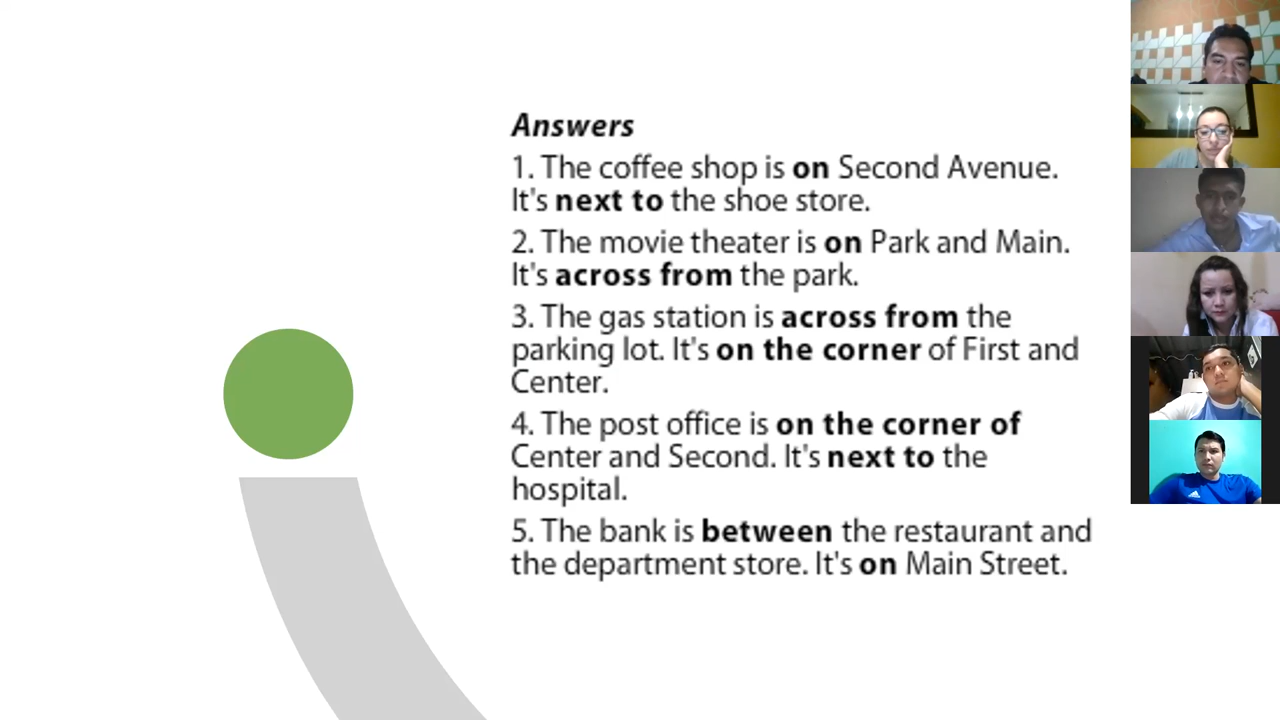 Answers
1. The coffee shop is on Second Avenue.
It's next to the shoe store.
2. The movie theater is on Park and Main.
It's across from the park.
3. The gas station is across from the
parking lot. It's on the corner of First and
Center.
4. The post office is on the corner of
Center and Second. It's next to the
hospital.
5. The bank is between the restaurant and
the department store. It's on Main Street.